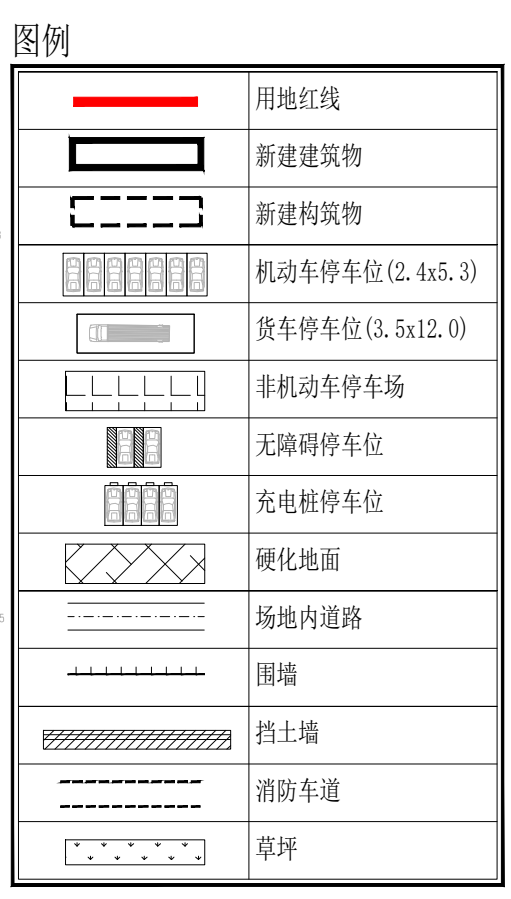 图例
用地红线
新建建筑物
新建构筑物
机动车停车位(2.4x5.3)
货车停车位(3.5x12.0)
非机动车停车场
无障碍停车位
充电桩停车位
硬化地面
场地内道路
围墙
挡土墙
消防车道
草坪